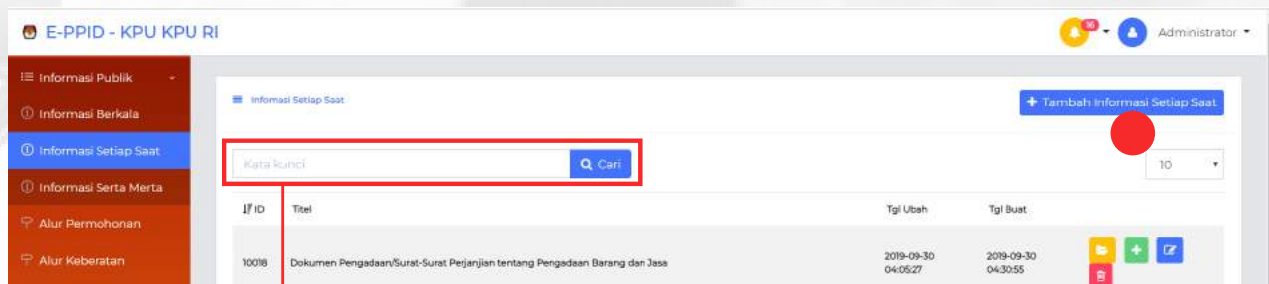 E-PPID - KPU KPU RI
16
Administrator
Informasi Publik
Infomasi Setiap Saat
+ Tambah Informasi Setiap Saat
Informasi Berkala
Informasi Setiap Saat
Kata kunci
Cari
10
Informasi Serta Merta
ID Titel Tgl Ubah Tgl Buat
Alur Permohonan
Alur Keberatan
10018 Dokumen Pengadaan/Surat-Surat Perjanjian tentang Pengadaan Barang dan Jasa 2019-09-30 2019-09-30
04:05:27 04:30:55